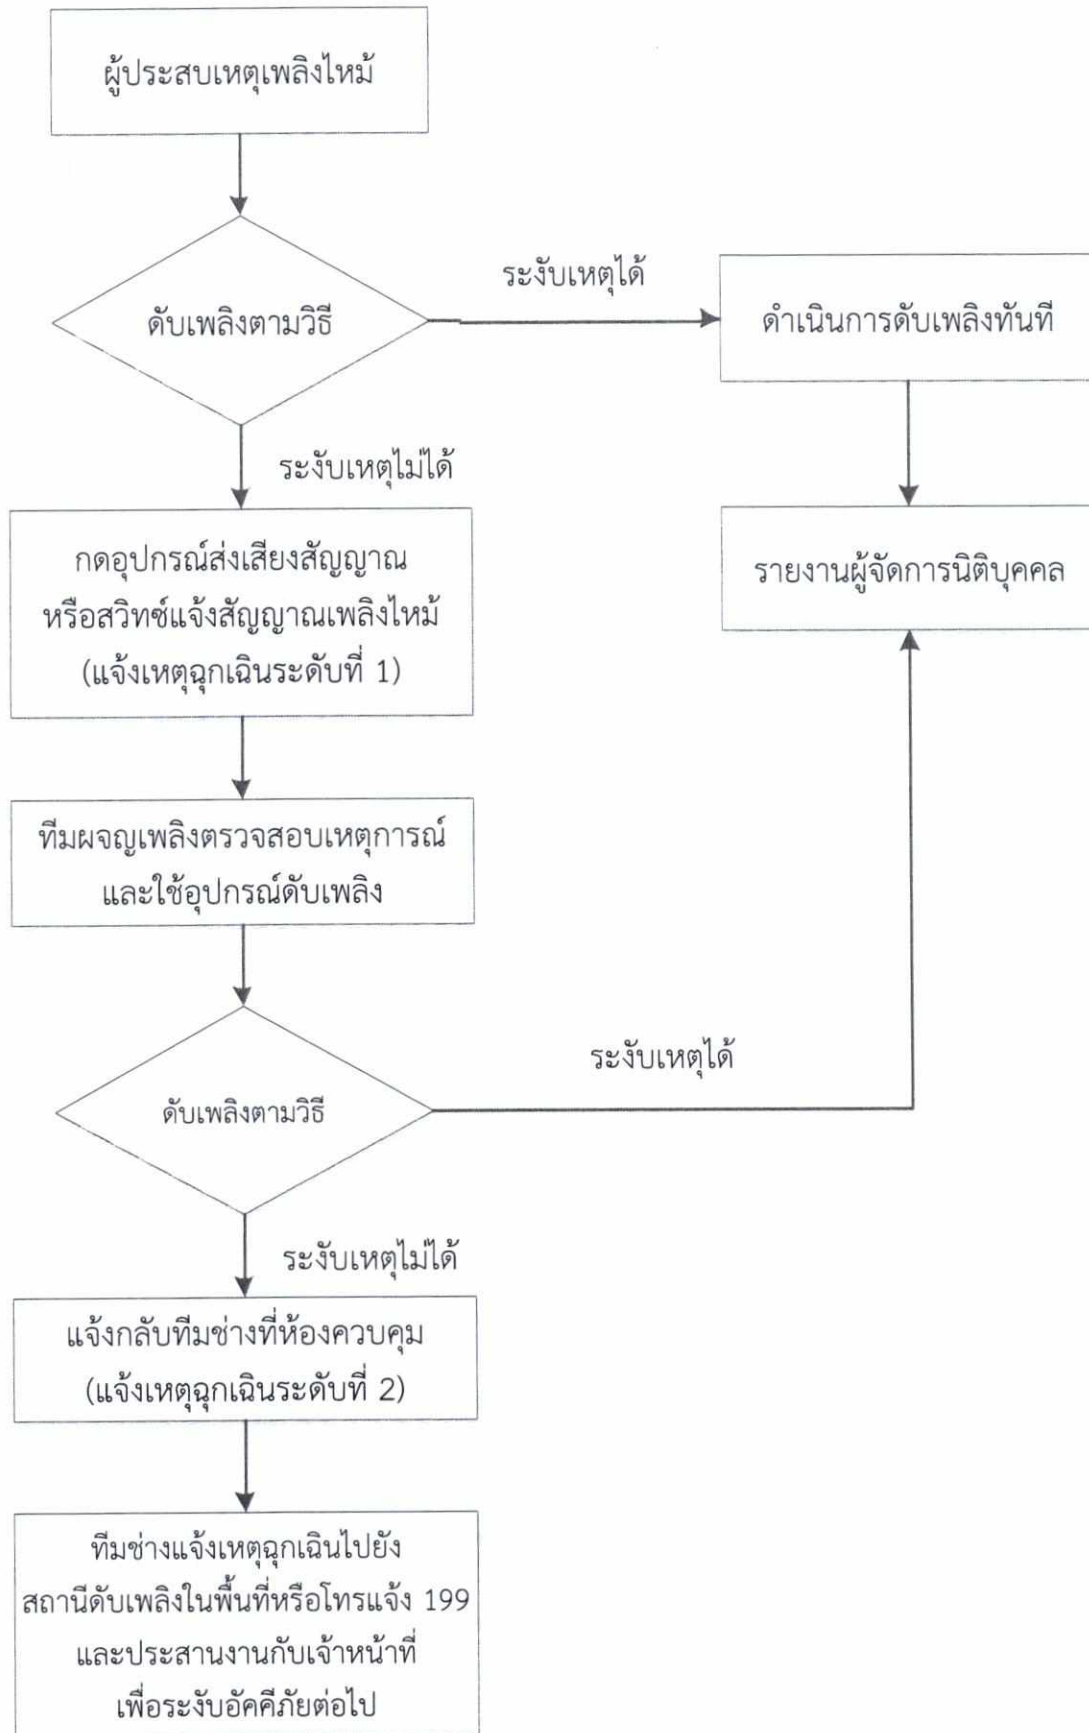 ผู้ประสบเหตุเพลิงไหม้
ดับเพลิงตามวิธี
ระงับเหตุได้
ดำเนินการดับเพลิงทันที
ระงับเหตุไม่ได้
กดอุปกรณ์ส่งเสียงสัญญาณ
หรือสวิทซ์แจ้งสัญญาณเพลิงไหม้
(แจ้งเหตุฉุกเฉินระดับที่ 1)
รายงานผู้จัดการนิติบุคคล
ทีมผจญเพลิงตรวจสอบเหตุการณ์
และใช้อุปกรณ์ดับเพลิง
ดับเพลิงตามวิธี
ระงับเหตุได้
ระงับเหตุไม่ได้
แจ้งกลับทีมช่างที่ห้องควบคุม
(แจ้งเหตุฉุกเฉินระดับที่ 2)
ทีมช่างแจ้งเหตุฉุกเฉินไปยัง
สถานีดับเพลิงในพื้นที่หรือโทรแจ้ง 199
และประสานงานกับเจ้าหน้าที่
เพื่อระงับอัคคีภัยต่อไป